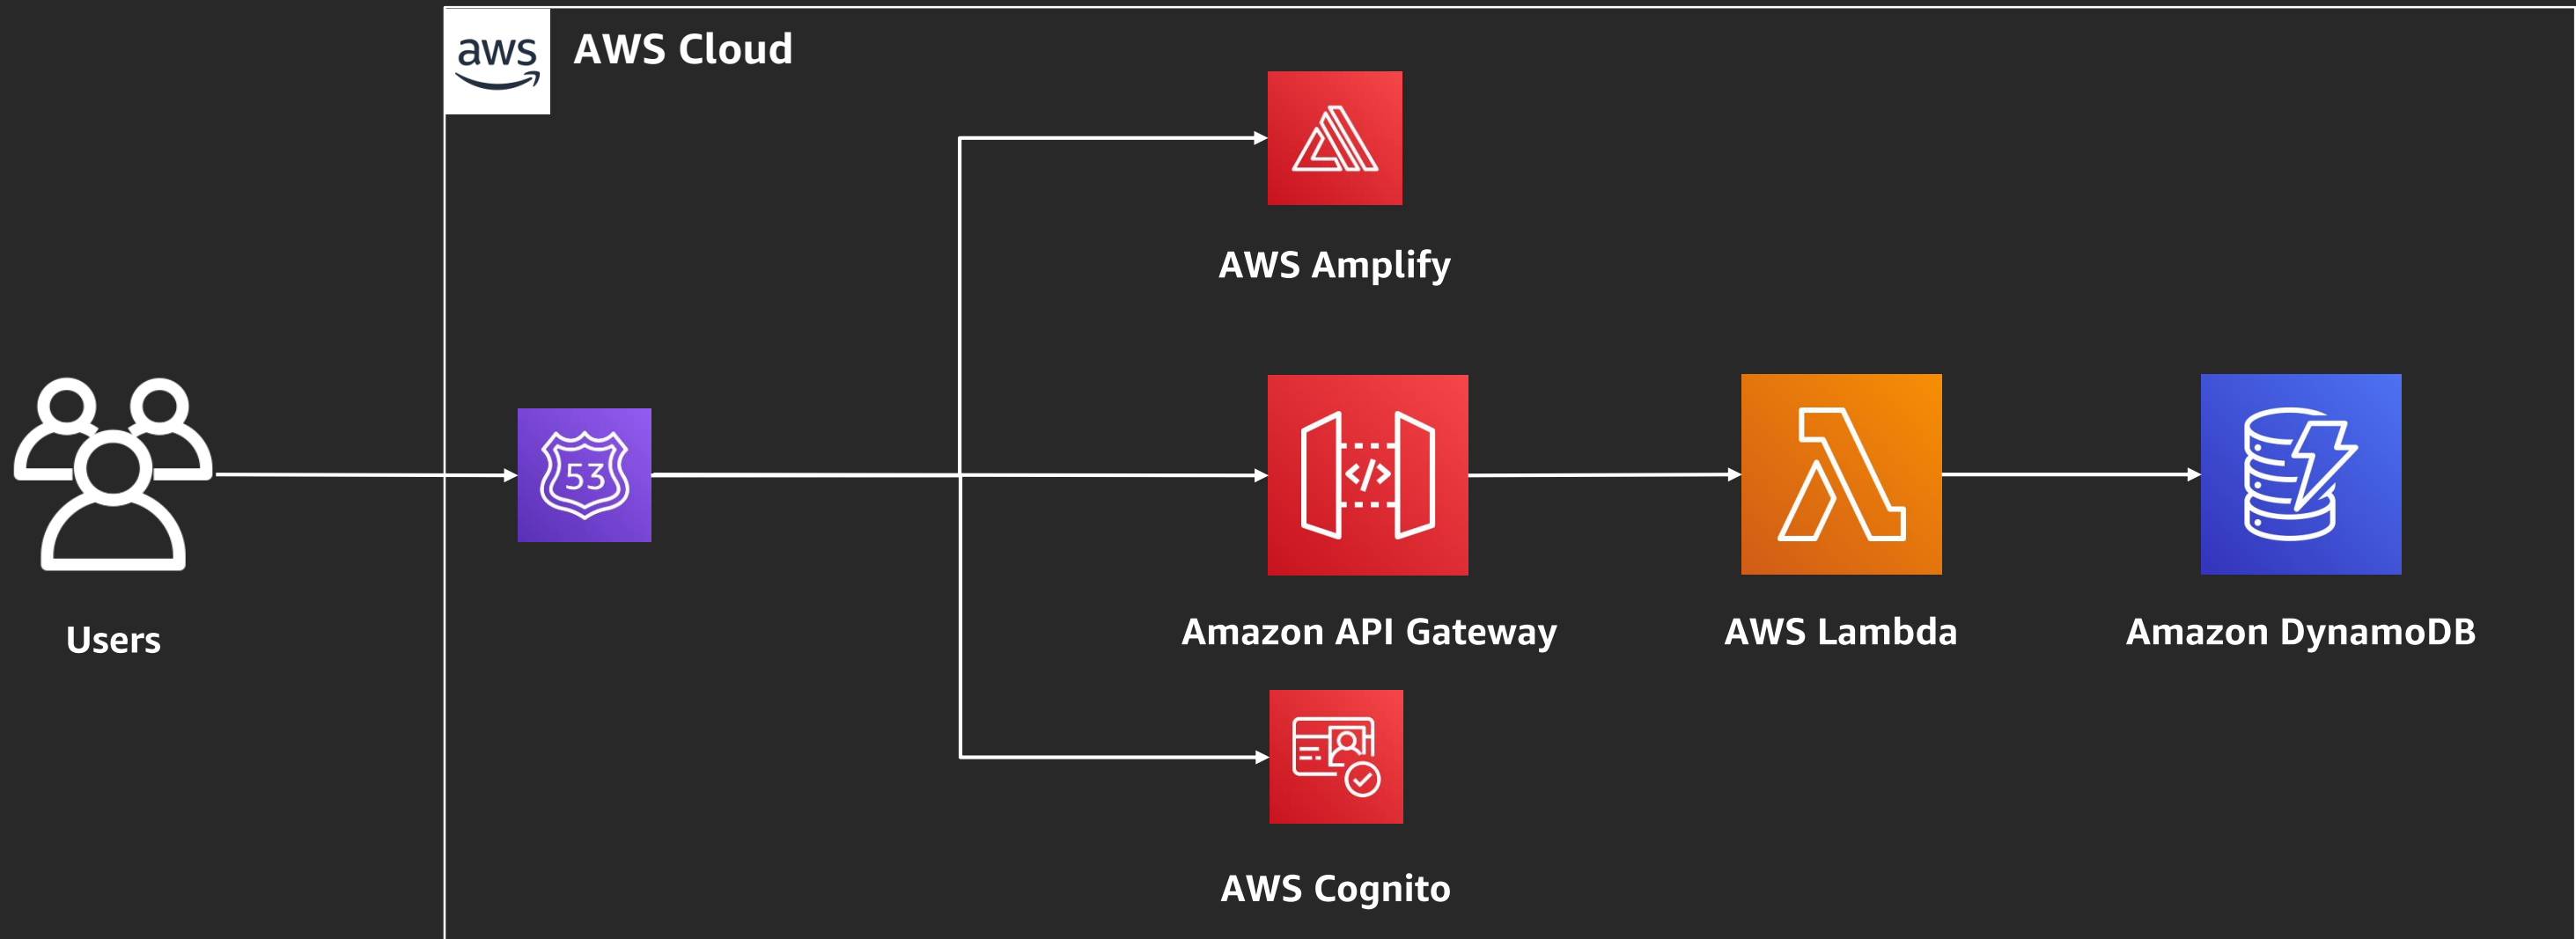 aws
AWS Cloud
AWS Amplify
53
Users
Amazon API Gateway
AWS Lambda
Amazon DynamoDB
AWS Cognito